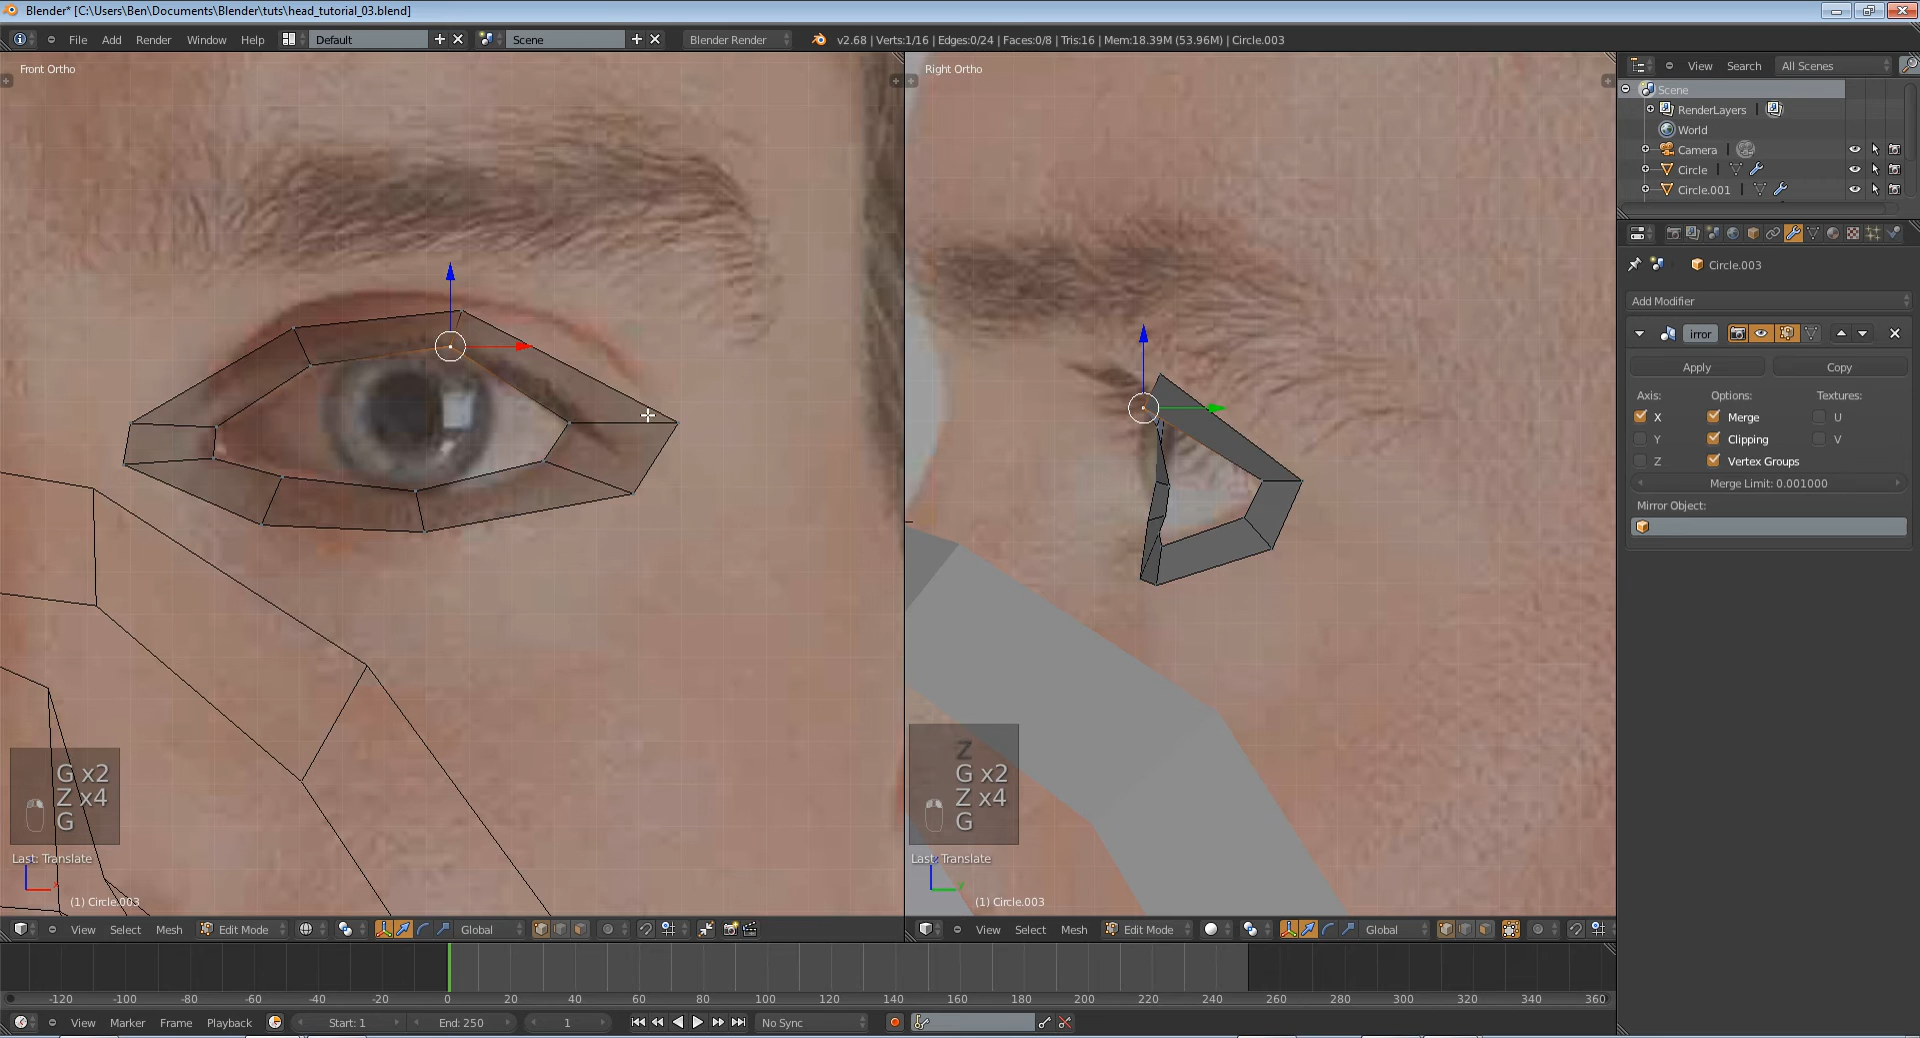 Blender* [C:\Users\Ben\Documents\Blender\tuts\head_tutorial_03.blend]
File Add Render Window Help Default Scene Blender Render v2.68 | Verts:1/16 | Edges:0/24 | Faces:0/8 | Tris:16 | Mem:18.39M (53.96M) | Circle.003
Front Ortho
Right Ortho
View Search All Scenes
Scene
RenderLayers
World
Camera
Circle
Circle.001
Circle.003
Add Modifier
irror
Apply Copy
Axis: Options: Textures:
X Merge U
Y Clipping V
Z Vertex Groups
Merge Limit: 0.001000
Mirror Object:
G x2
Z x4
G
Last: Translate
x
(1) Circle.003
Z
G x2
Z x4
G
Last: Translate
y
(1) Circle.003
View Select Mesh Edit Mode Global
View Select Mesh Edit Mode Global
-120 -100 -80 -60 -40 -20 0 20 40 60 80 100 120 140 160 180 200 220 240 260 280 300 320 340 360
View Marker Frame Playback Start: 1 End: 250 1 No Sync